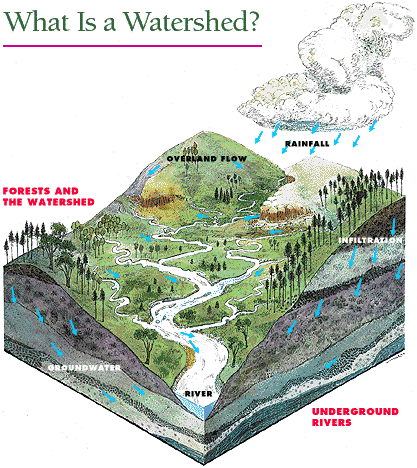 What Is a Watershed?
RAINFALL
OVERLAND FLOW
FORESTS AND
THE WATERSHED
INFILTRATION
GROUNDWATER
RIVER
UNDERGROUND
RIVERS